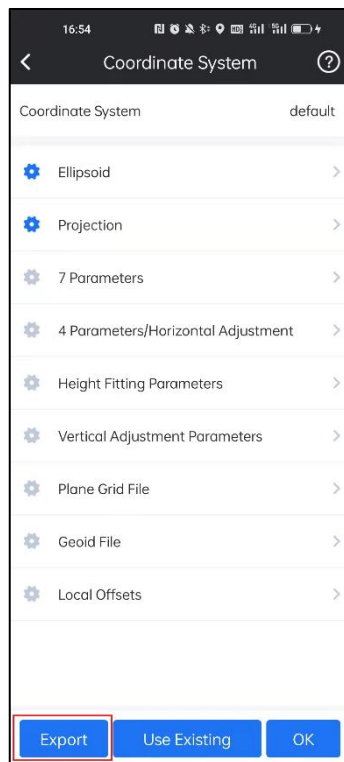 16:54
Coordinate System
Coordinate System default
Ellipsoid
Projection
7 Parameters
4 Parameters/Horizontal Adjustment
Height Fitting Parameters
Vertical Adjustment Parameters
Plane Grid File
Geoid File
Local Offsets
Export Use Existing OK